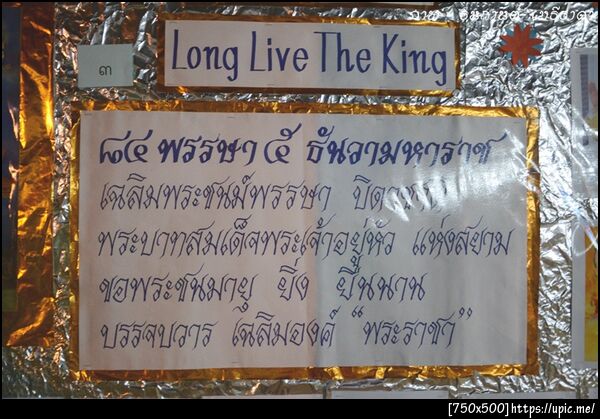 Long Live The King
๓
๘๔ พรรษา ๕ ธันวามหาราช
เฉลิมพระชนม์พรรษา
พระบาทสมเด็จพระเจ้าอยู่หัว แห่งสยาม
ขอพระชนมายุ ยิ่ง ยืนนาน
บรรจบวาร เฉลิมองค์ "พระราชา"
[750x500] https://upic.me/